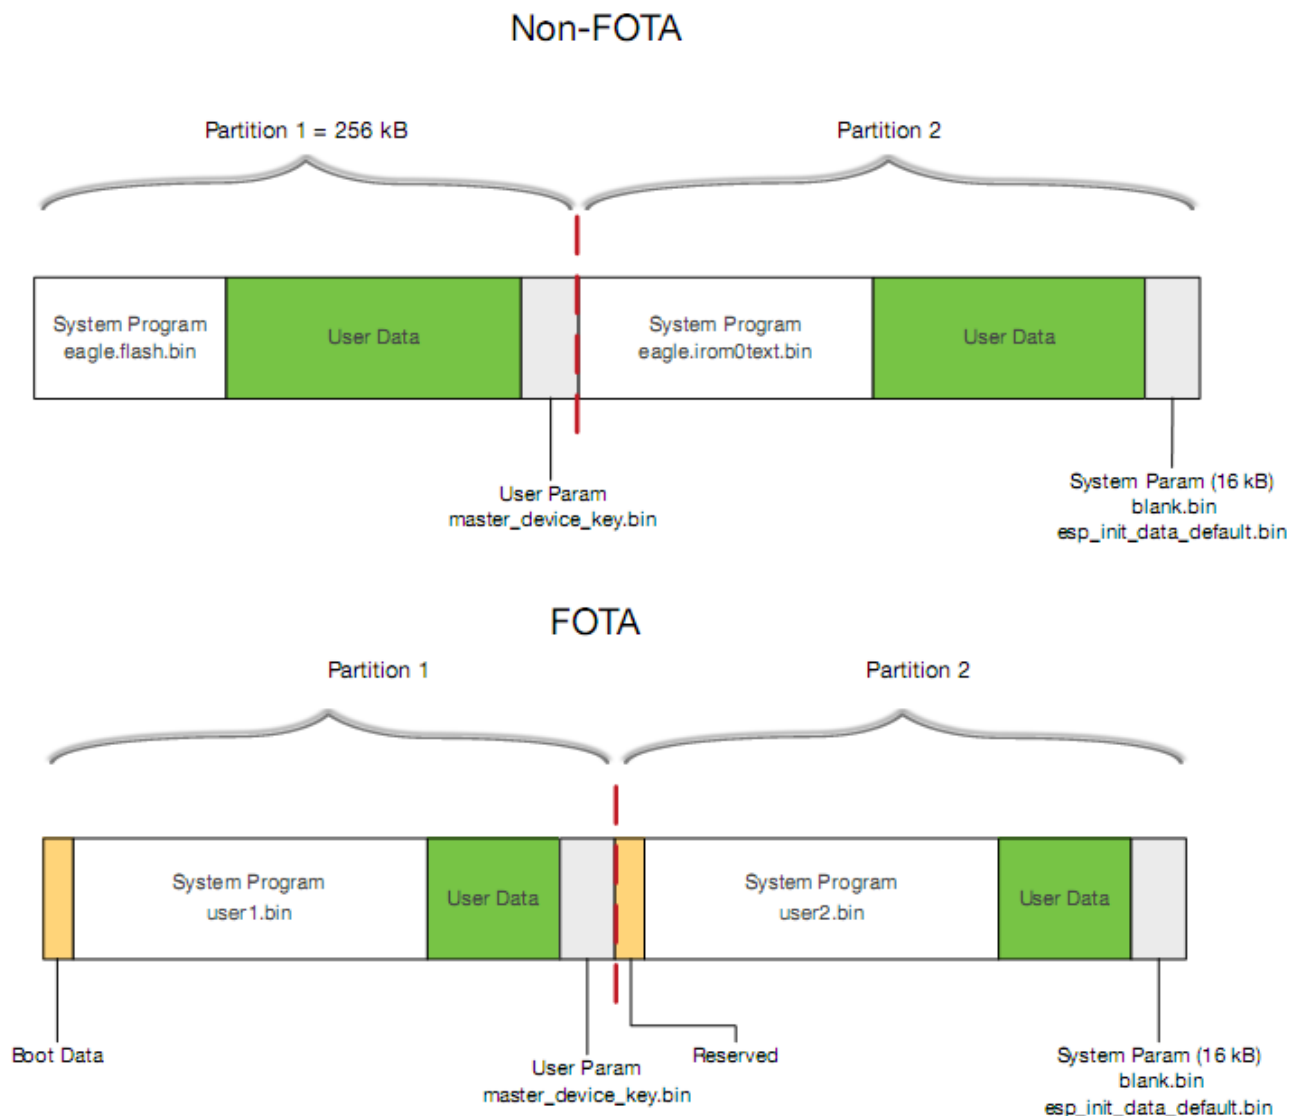 Non-FOTA
Partition 1 = 256 kB
Partition 2
System Program
eagle.flash.bin
User Data
System Program
eagle.irom0text.bin
User Data
User Param
master_device_key.bin
System Param (16 kB)
blank.bin
esp_init_data_default.bin
FOTA
Partition 1
Partition 2
System Program
user1.bin
User Data
System Program
user2.bin
User Data
Boot Data
User Param
master_device_key.bin
Reserved
System Param (16 kB)
blank.bin
esp_init_data_default.bin